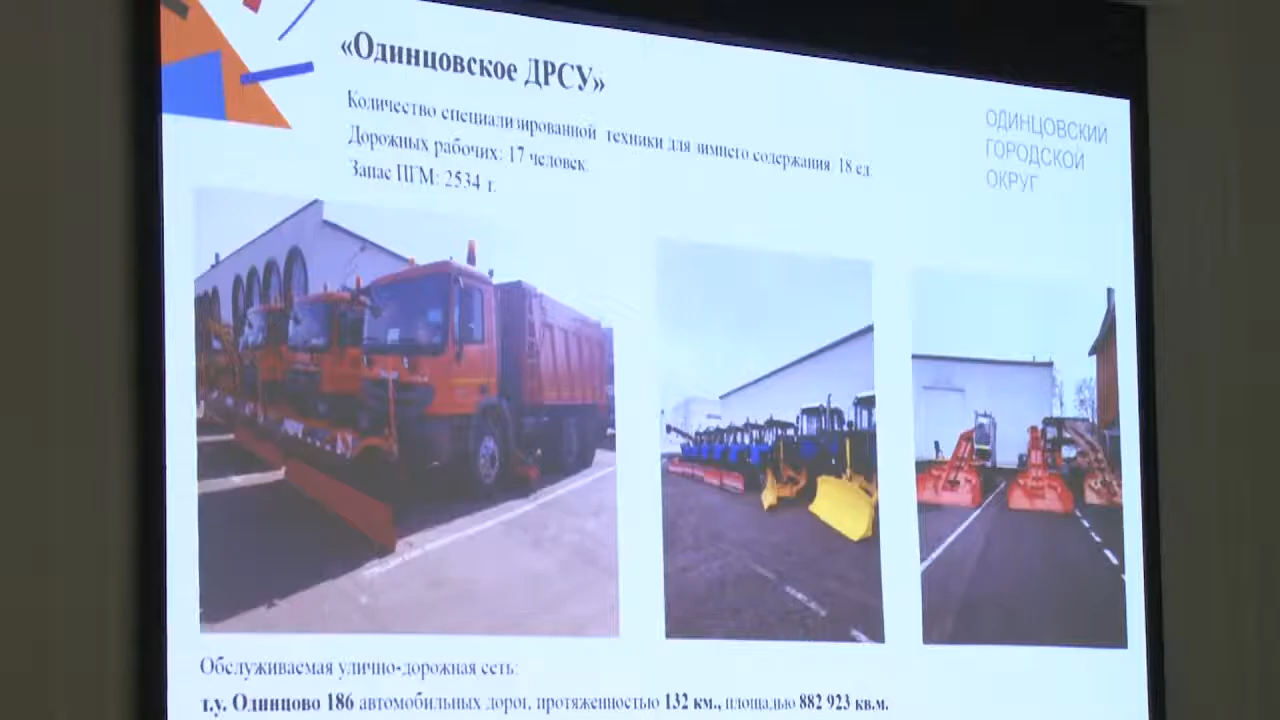 «Одинцовское ДРСУ»
Количество специализированной техники для зимнего содержания: 18 ед.
Дорожных рабочих: 17 человек.
Запас ПГМ: 2534 т.
ОДИНЦОВСКИЙ
ГОРОДСКОЙ
ОКРУГ
Обслуживаемая улично-дорожная сеть:
т.у. Одинцово 186 автомобильных дорог, протяженностью 132 км., площадью 882 923 кв.м.